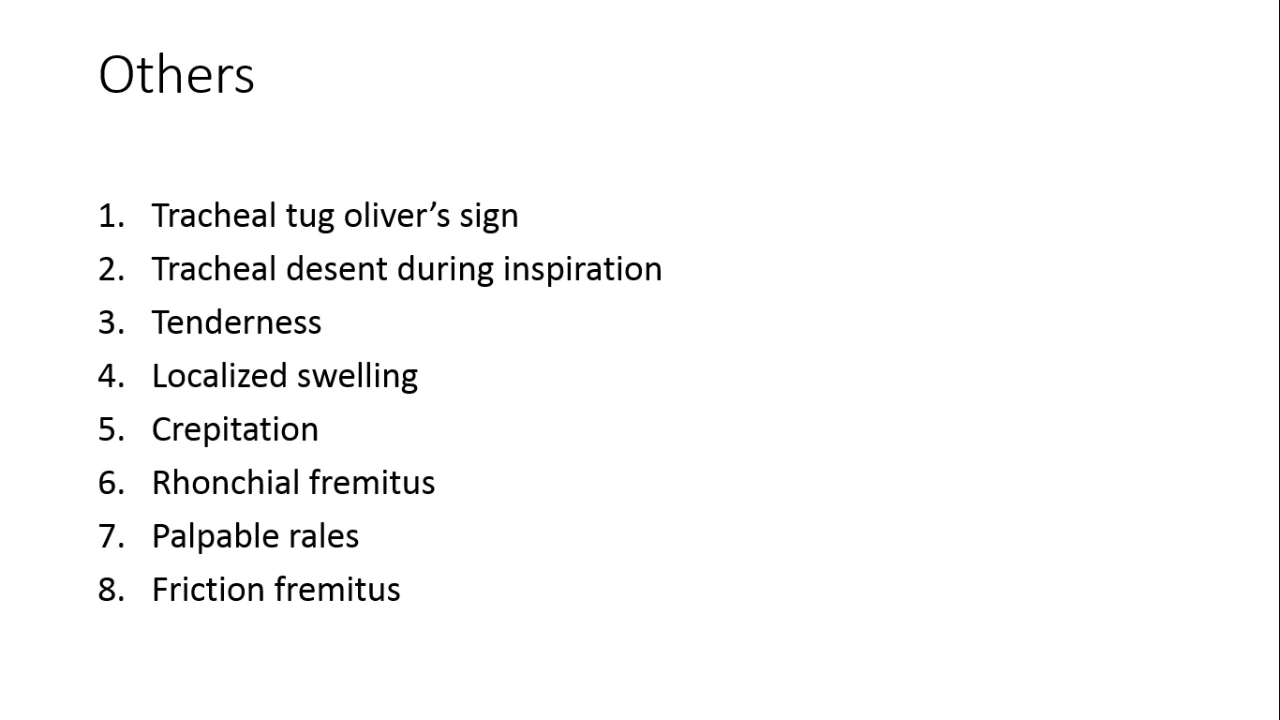 Others
1. Tracheal tug oliver’s sign
2. Tracheal desent during inspiration
3. Tenderness
4. Localized swelling
5. Crepitation
6. Rhonchial fremitus
7. Palpable rales
8. Friction fremitus